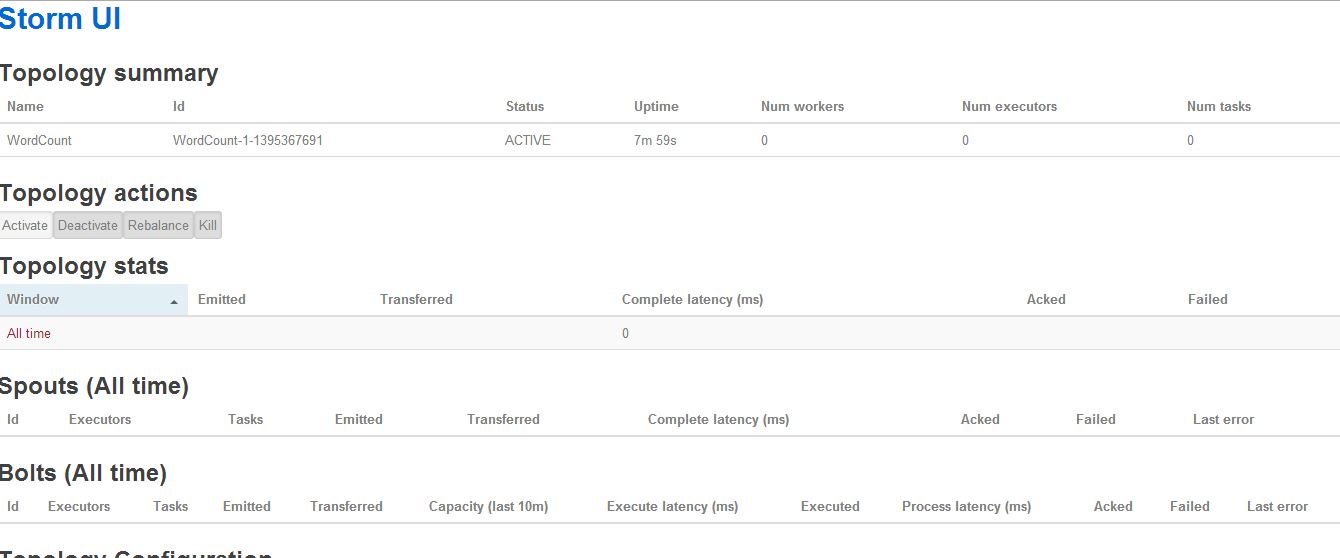 Storm UI
Topology summary
Name Id Status Uptime Num workers Num executors Num tasks
WordCount WordCount-1-1395367691 ACTIVE 7m 59s 0 0 0
Topology actions
Activate Deactivate Rebalance Kill
Topology stats
Window Emitted Transferred Complete latency (ms) Acked Failed
All time 0
Spouts (All time)
Id Executors Tasks Emitted Transferred Complete latency (ms) Acked Failed Last error
Bolts (All time)
Id Executors Tasks Emitted Transferred Capacity (last 10m) Execute latency (ms) Executed Process latency (ms) Acked Failed Last error
Topology Configuration